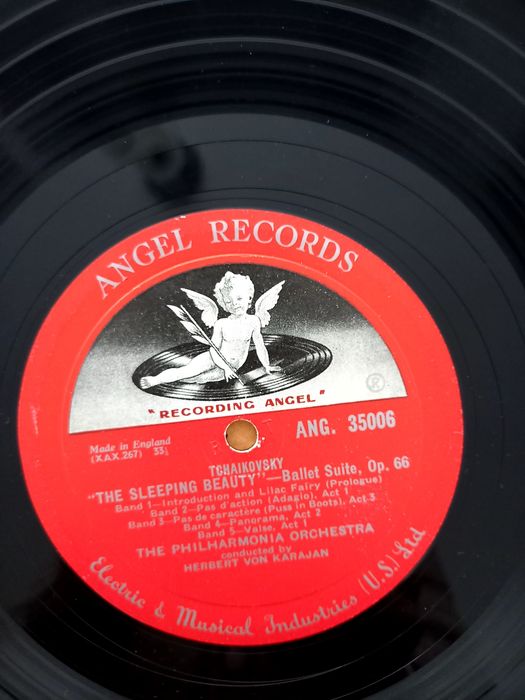 ANGEL RECORDS
"RECORDING ANGEL"
®
Made in England
(XAX.267) 33⅓
ANG. 35006
TCHAIKOVSKY
"THE SLEEPING BEAUTY"—Ballet Suite, Op. 66
Band 1—Introduction and Lilac Fairy (Prologue)
Band 2—Pas d'action (Adagio), Act 1
Band 3—Pas de caractère (Puss in Boots), Act 3
Band 4—Panorama, Act 2
Band 5—Valse, Act 1
THE PHILHARMONIA ORCHESTRA
conducted by
HERBERT VON KARAJAN
Electric & Musical Industries (U.S.) Ltd